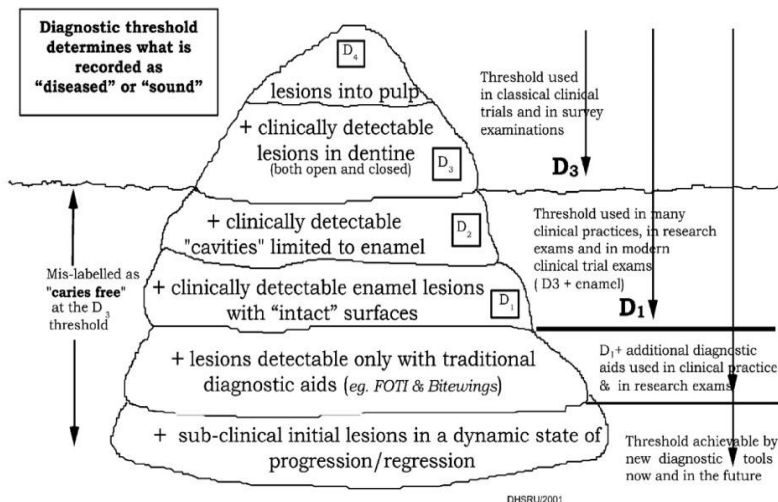 Diagnostic threshold
determines what is
recorded as
“diseased” or “sound”
D4
lesions into pulp
+ clinically detectable
lesions in dentine
(both open and closed)
D3
+ clinically detectable
"cavities" limited to enamel
D2
+ clinically detectable enamel lesions
with “intact” surfaces
D1
+ lesions detectable only with traditional
diagnostic aids (eg. FOTI & Bitewings)
+ sub-clinical initial lesions in a dynamic state of
progression/regression
Mis-labelled as
"caries free"
at the D3
threshold
Threshold used
in classical clinical
trials and in survey
examinations
D3
Threshold used in many
clinical practices, in
research exams
and in modern
clinical trial exams
( D3 + enamel)
D1
D1+ additional diagnostic
aids used in clinical practice
& in research exams
Threshold achievable by
new diagnostic tools
now and in the future
DHSRU/2001